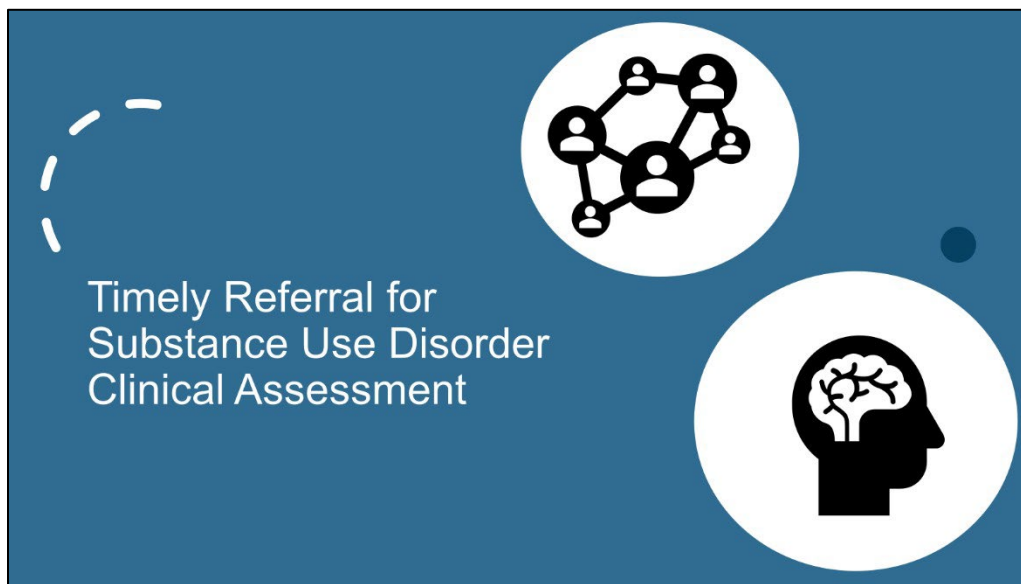 Timely Referral for
Substance Use Disorder
Clinical Assessment